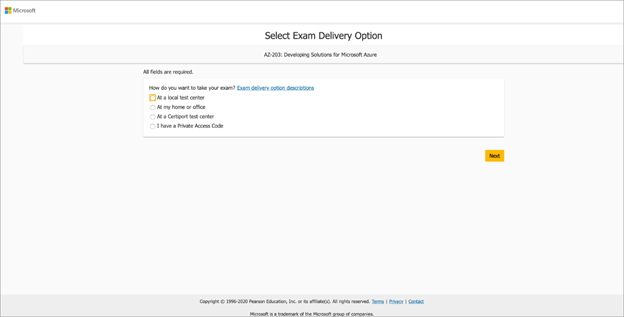 Microsoft
Select Exam Delivery Option
AZ-203: Developing Solutions for Microsoft Azure
All fields are required.
How do you want to take your exam? Exam delivery option descriptions
At a local test center
At my home or office
At a Certiport test center
I have a Private Access Code
Next
Copyright © 1996-2020 Pearson Education, Inc. or its affiliate(s). All rights reserved. Terms | Privacy | Contact
Microsoft is a trademark of the Microsoft group of companies.